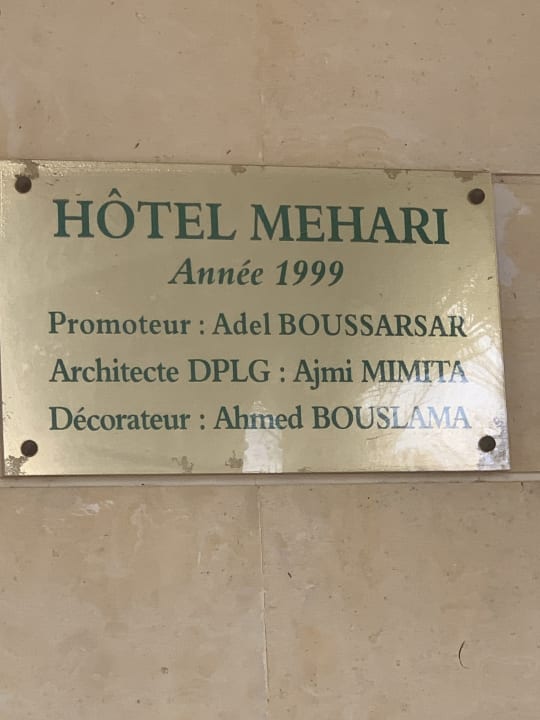 HÔTEL MEHARI
Année 1999
Promoteur : Adel BOUSSARSAR
Architecte DPLG : Ajmi MIMITA
Décorateur : Ahmed BOUSLAMA